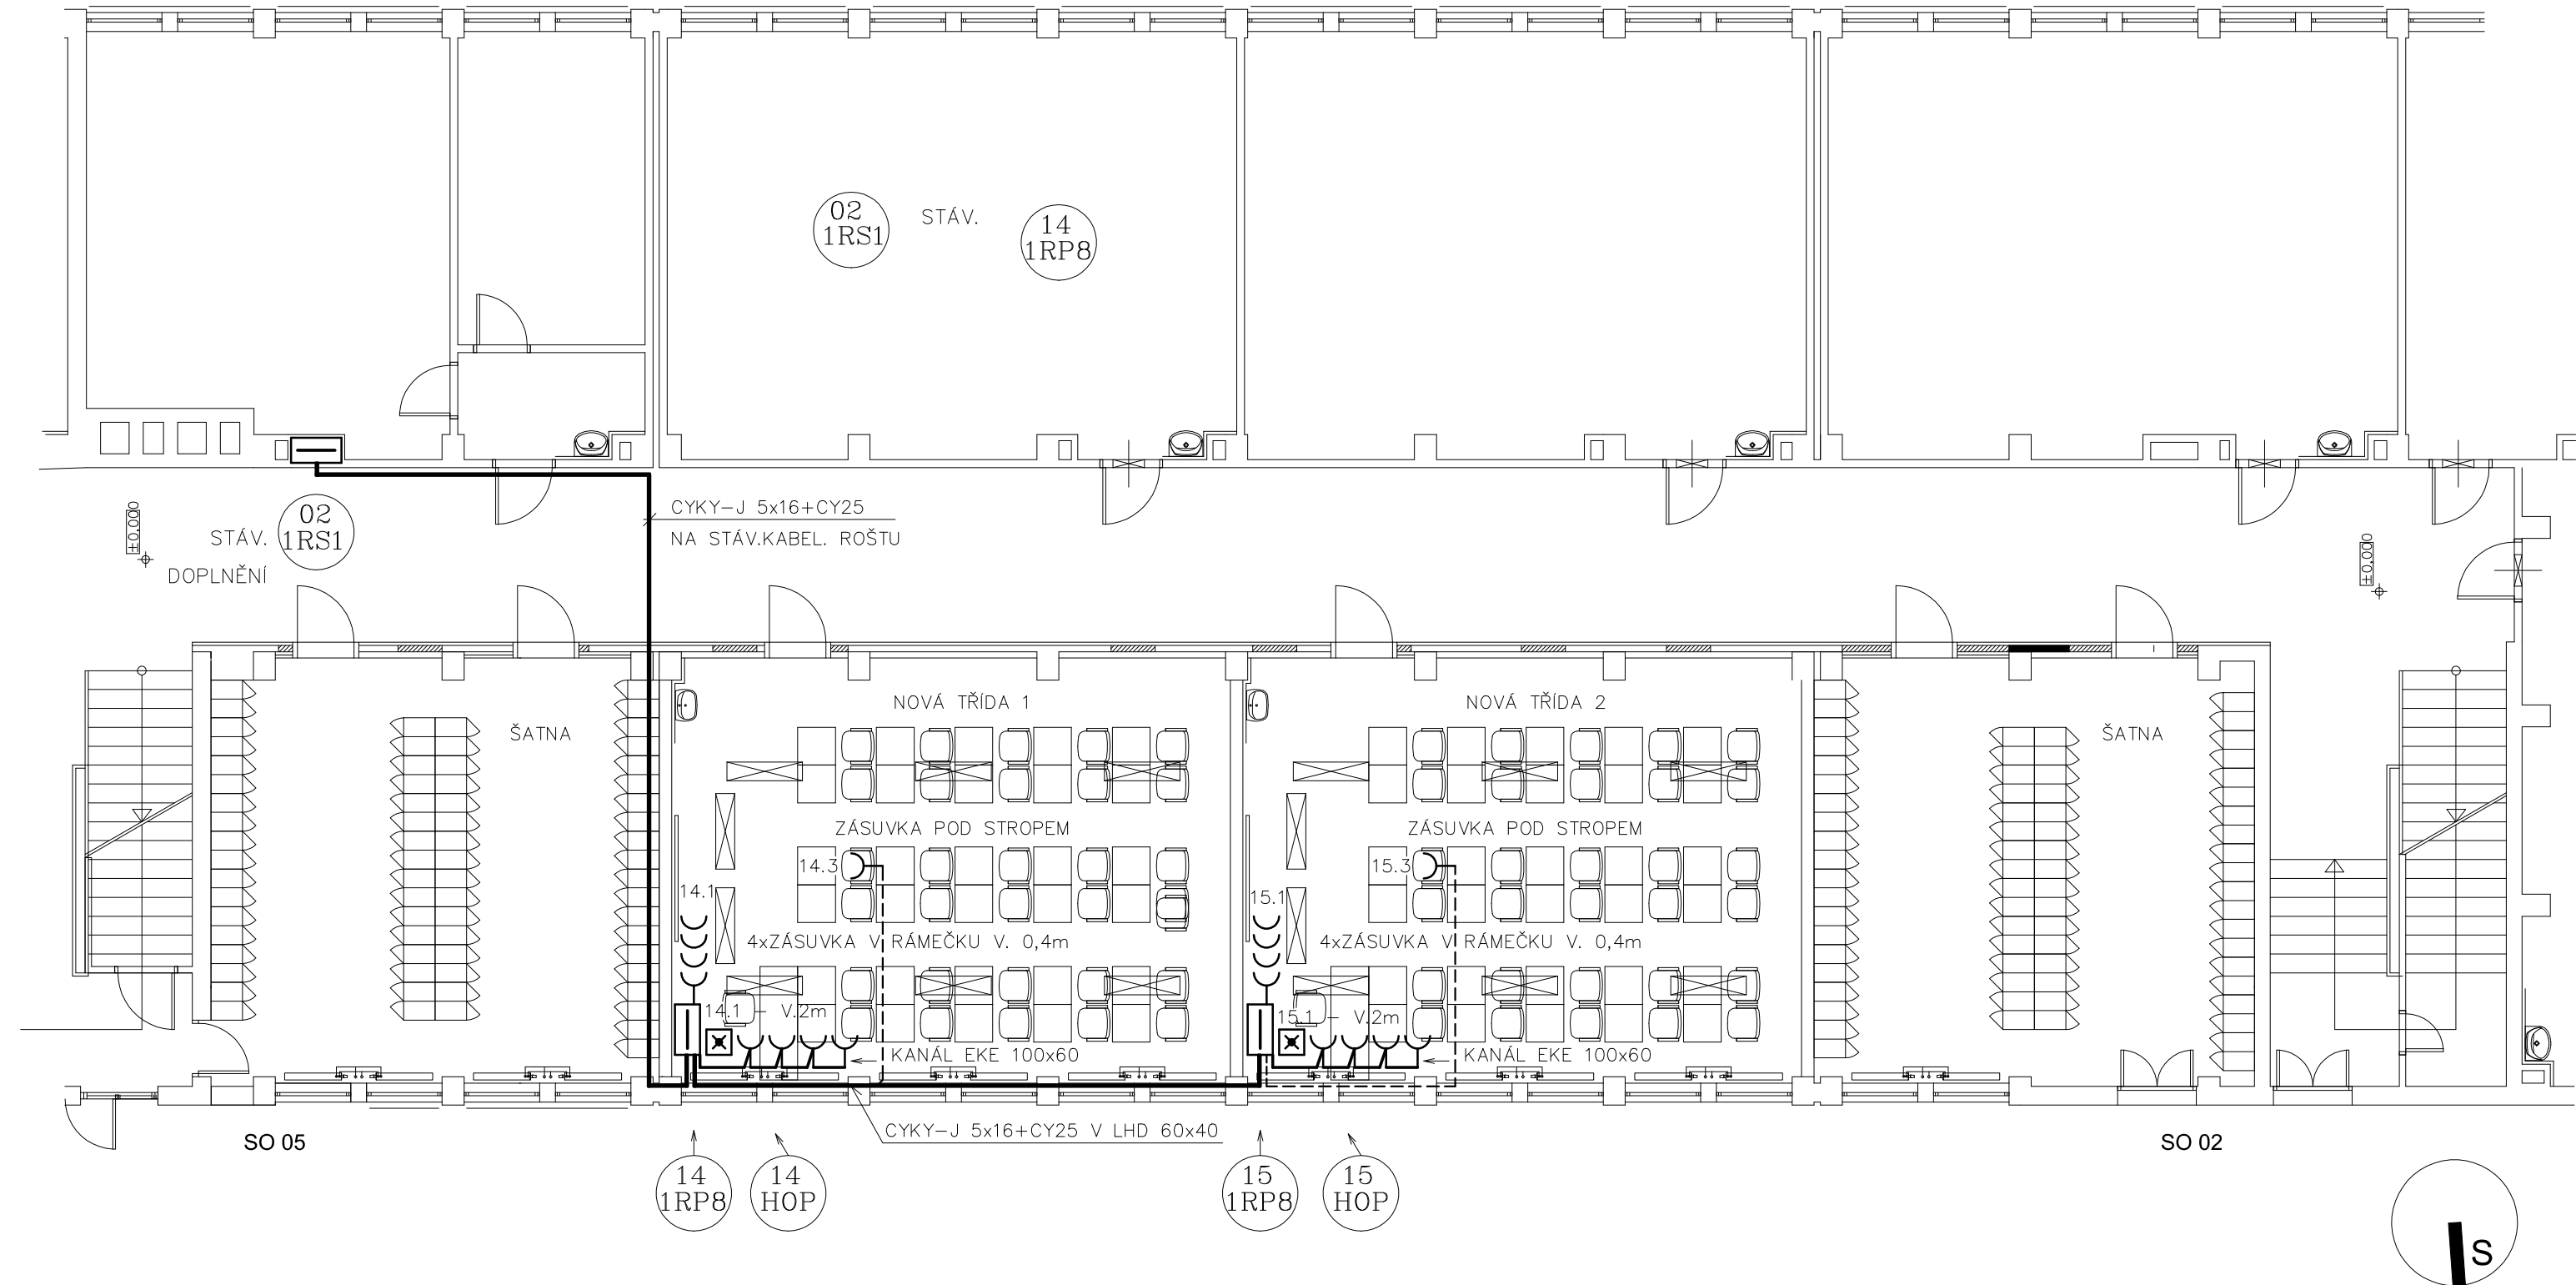 02
1RS1
STÁV.
14
1RP8
CYKY-J 5x16+CY25
NA STÁV.KABEL. ROŠTU
±0,000
STÁV.
02
1RS1
DOPLNĚNÍ
±0,000
ŠATNA
NOVÁ TŘÍDA 1
NOVÁ TŘÍDA 2
ŠATNA
ZÁSUVKA POD STROPEM
ZÁSUVKA POD STROPEM
14.3
15.3
14.1
15.1
4xZÁSUVKA V RÁMEČKU V. 0,4m
4xZÁSUVKA V RÁMEČKU V. 0,4m
14.1 - V.2m
15.1 - V.2m
KANÁL EKE 100x60
KANÁL EKE 100x60
CYKY-J 5x16+CY25 V LHD 60x40
SO 05
SO 02
14
1RP8
14
HOP
15
1RP8
15
HOP
S